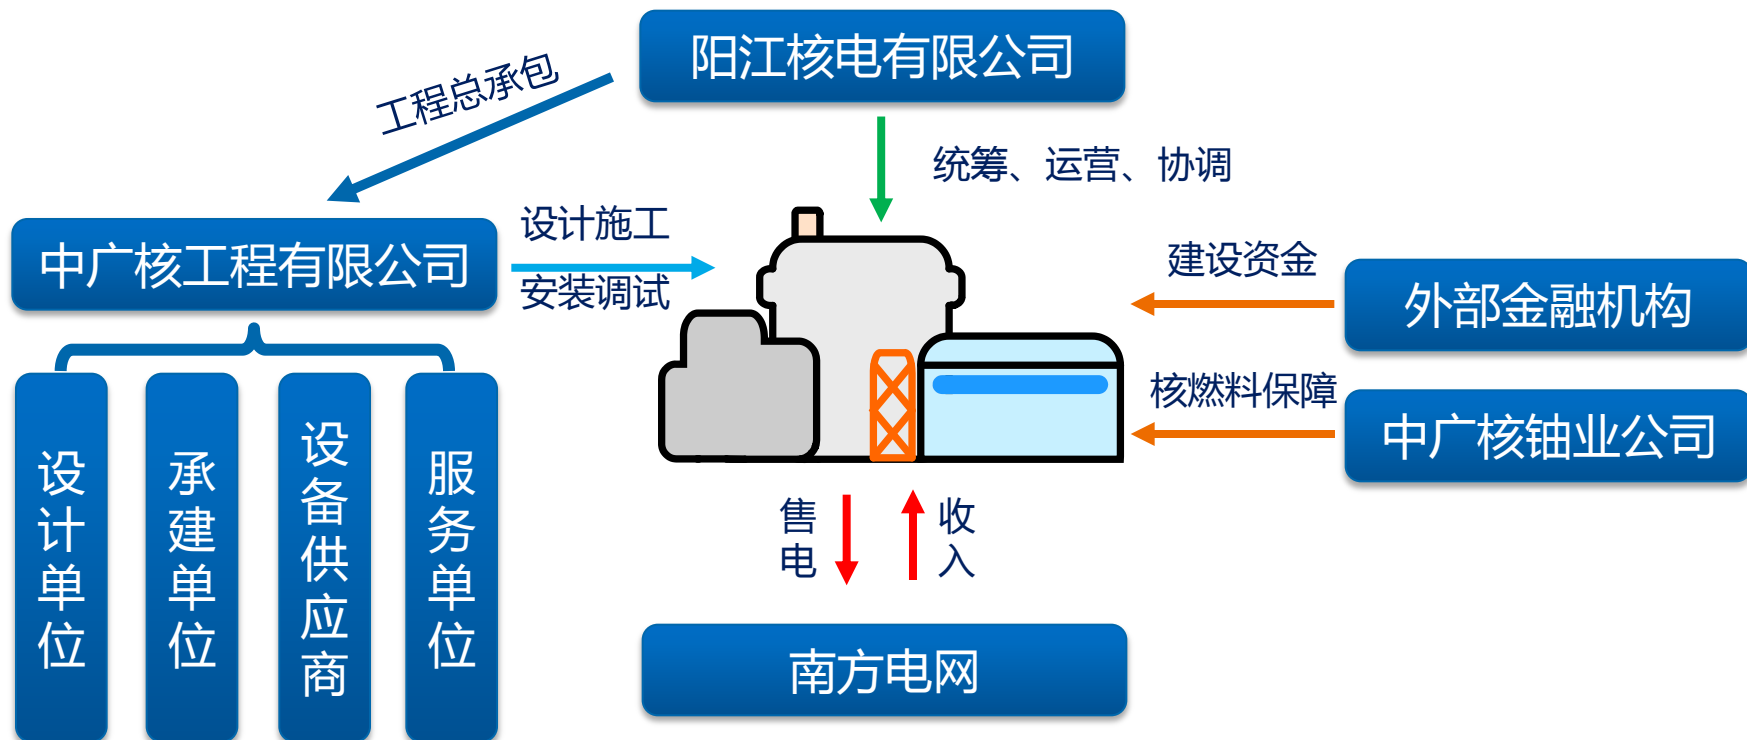 阳江核电有限公司
工程总承包
统筹、运营、协调
中广核工程有限公司
设计施工
安装调试
建设资金
外部金融机构
核燃料保障
中广核铀业公司
设计单位
承建单位
设备供应商
服务单位
售电
收入
南方电网